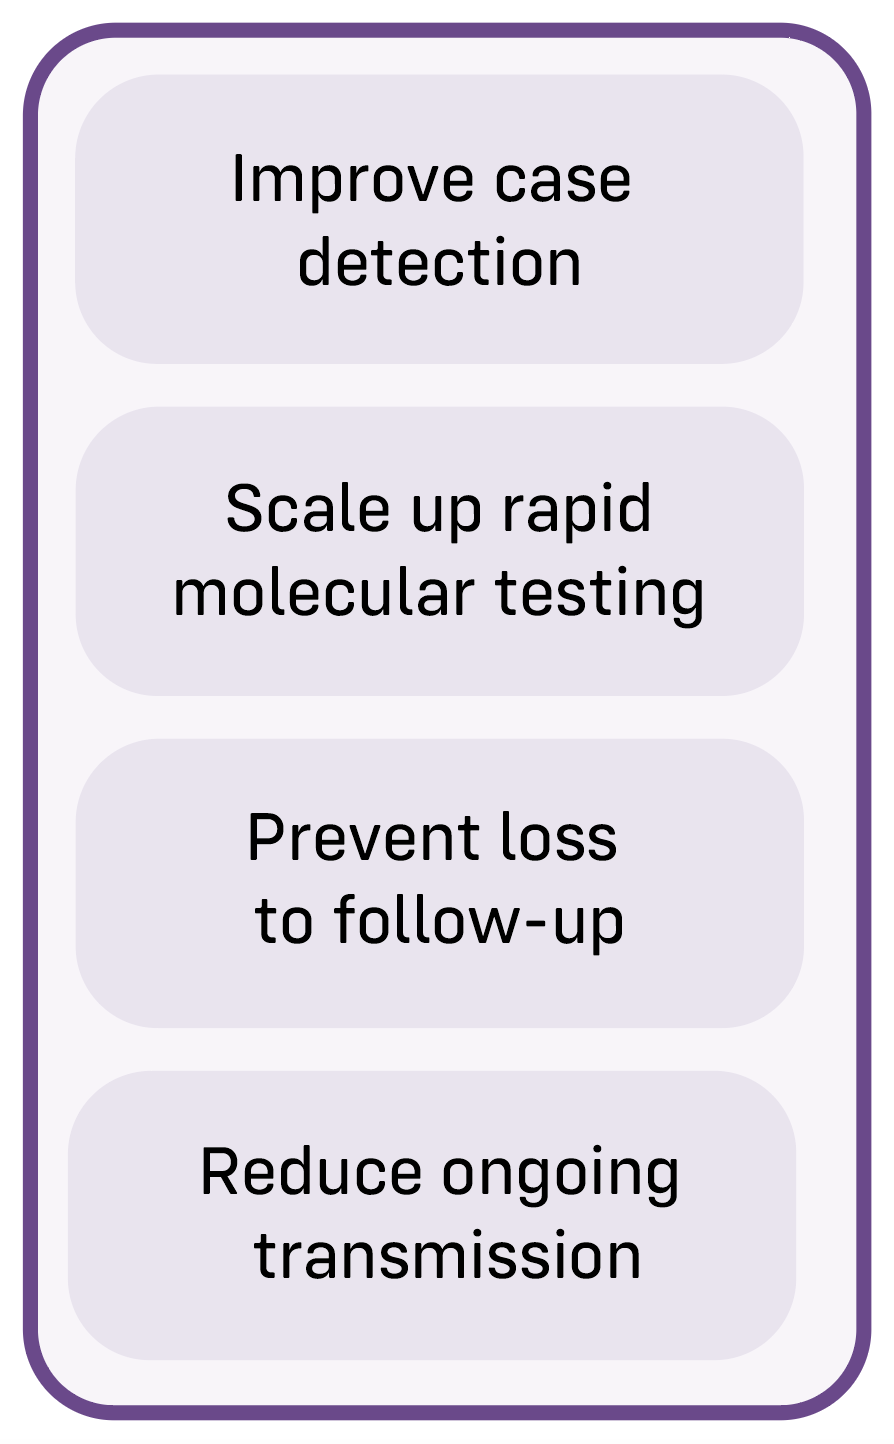 Improve case
detection
Scale up rapid
molecular testing
Prevent loss
to follow-up
Reduce ongoing
transmission